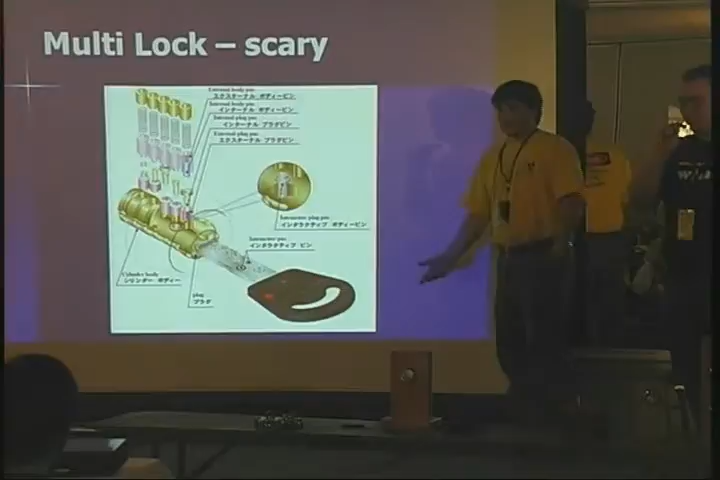 Multi Lock – scary
External body pin
エクスターナル ボディーピン
Internal body pin
インターナル ボディーピン
Internal plug pin
インターナル プラグピン
External plug pin
エクスターナル プラグピン
Interactive plug pin
インタラクティブ ボディーピン
Interactive pin
インタラクティブ ピン
Cylinder body
シリンダー ボディー
plug
プラグ